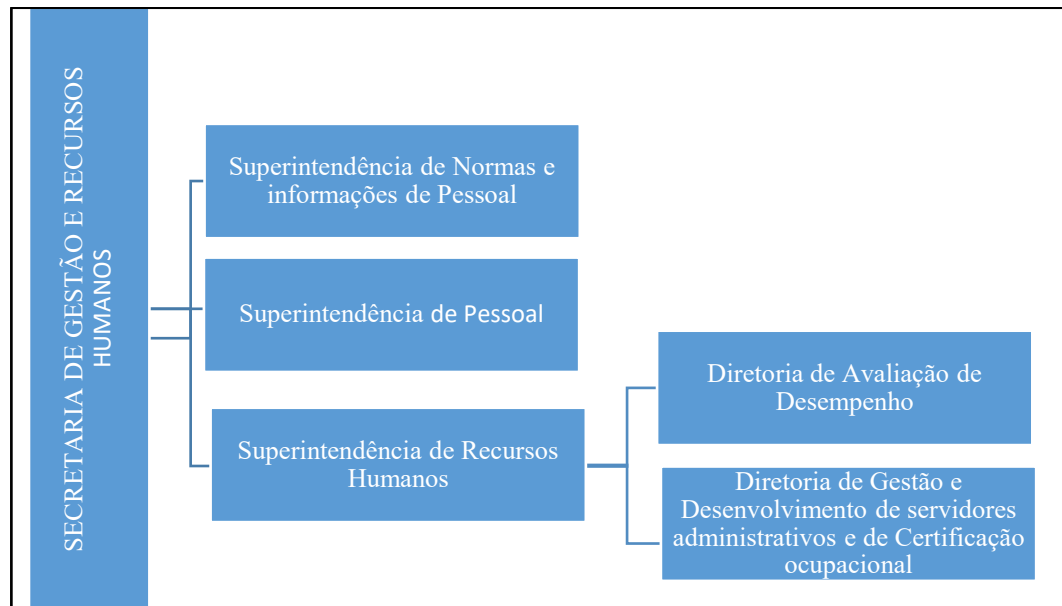 SECRETARIA DE GESTÃO E RECURSOS
HUMANOS
Superintendência de Normas e
informações de Pessoal
Superintendência de Pessoal
Superintendência de Recursos
Humanos
Diretoria de Avaliação de
Desempenho
Diretoria de Gestão e
Desenvolvimento de servidores
administrativos e de Certificação
ocupacional